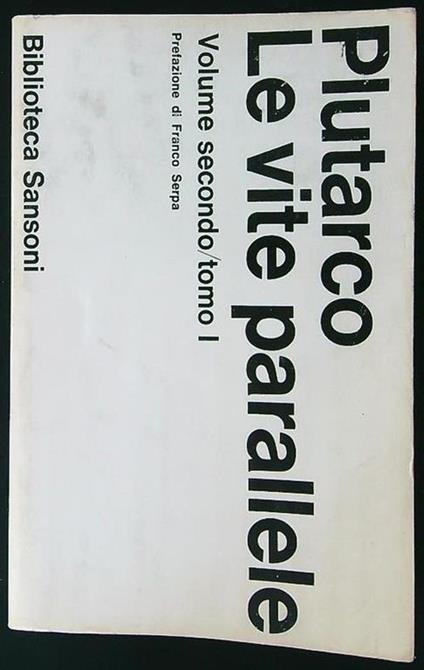 Plutarco
Le vite parallele
Volume secondo/tomo I
Prefazione di Franco Serpa
Biblioteca Sansoni